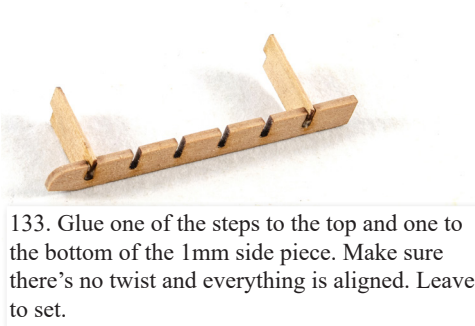 133. Glue one of the steps to the top and one to
the bottom of the 1mm side piece. Make sure
there’s no twist and everything is aligned. Leave
to set.